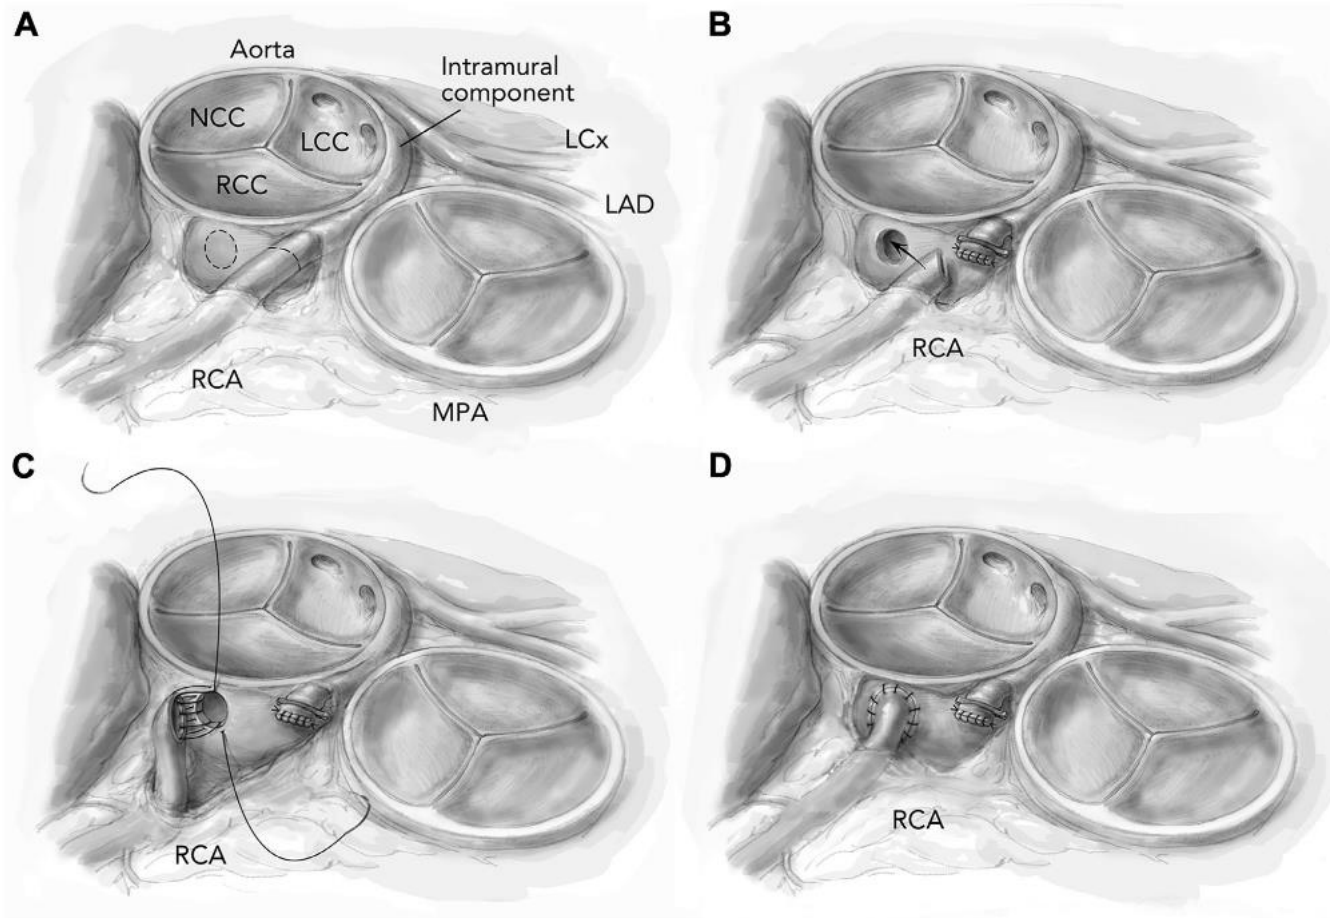 A
Aorta
Intramural
component
NCC
LCC
RCC
LCx
LAD
RCA
MPA
B
RCA
C
RCA
D
RCA